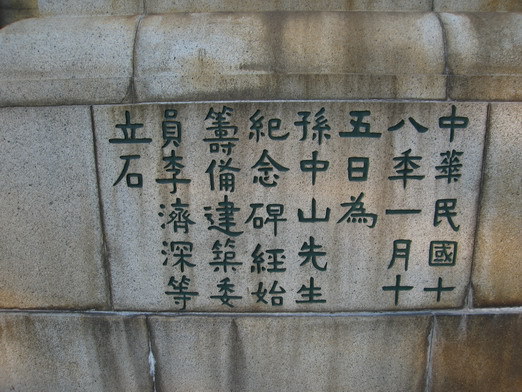 中華民國十
八秊一月十
五日為
孫中山先生
紀念碑經始
籌備建築委
員李濟深等
立石